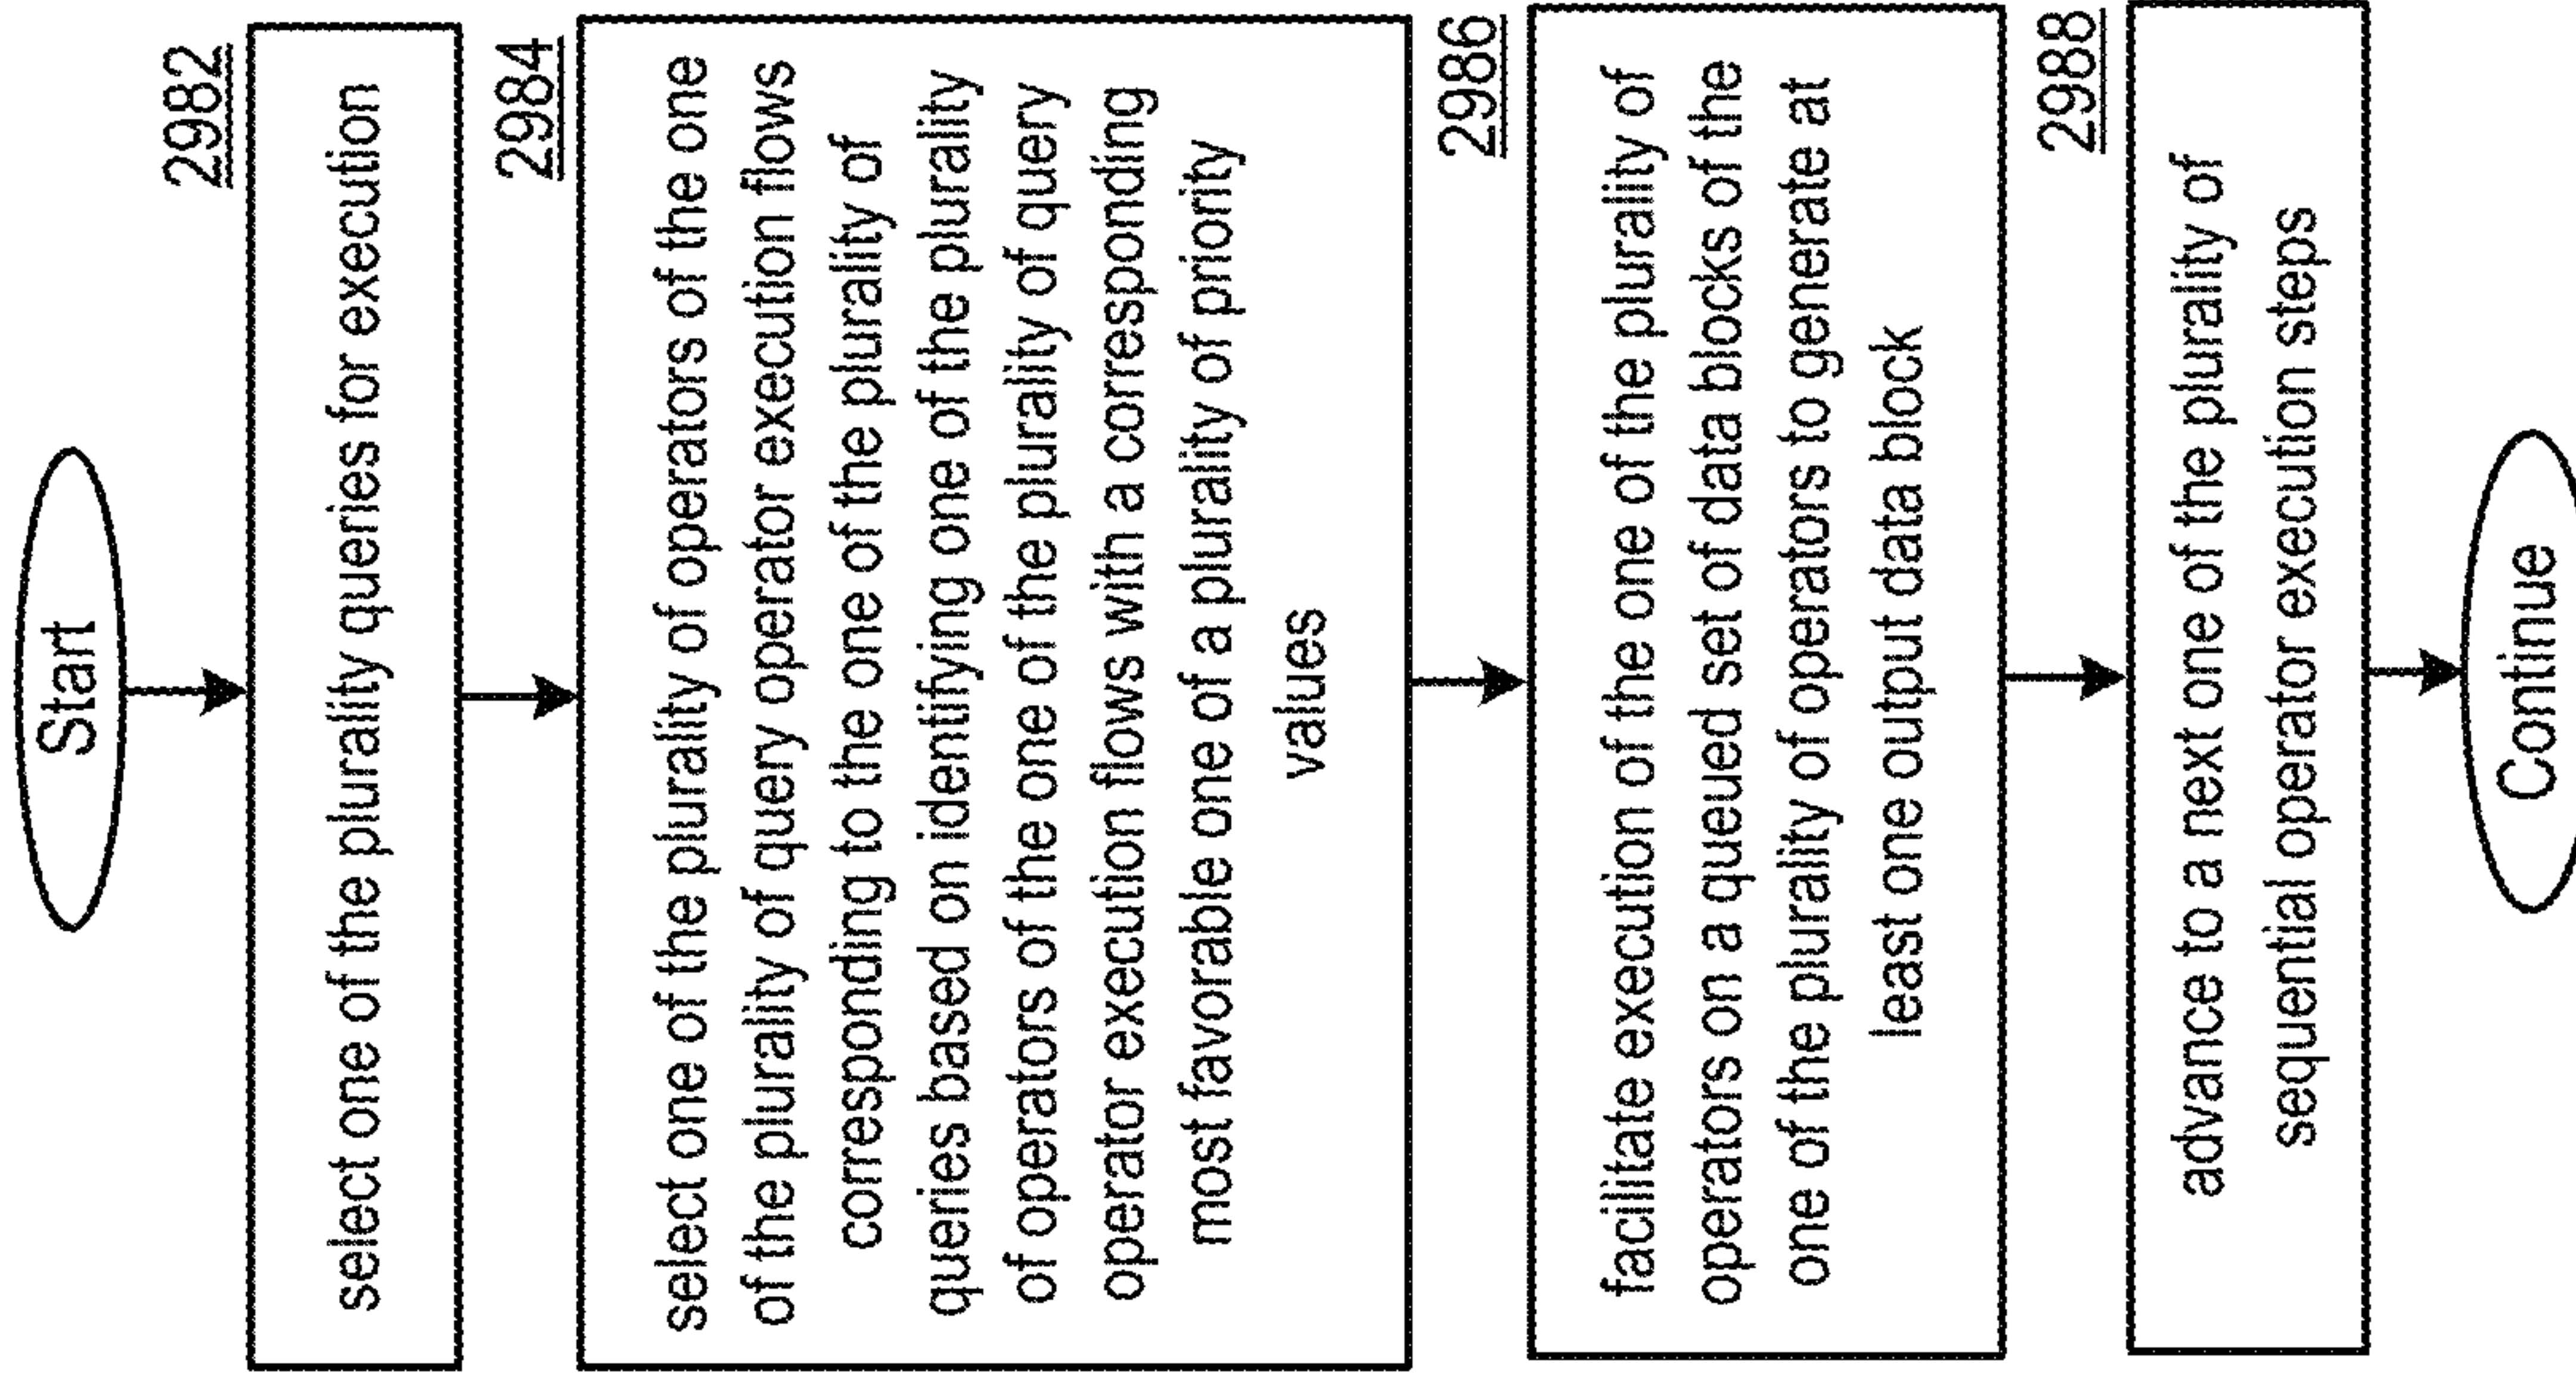 Start
2982
select one of the plurality queries for execution
2984
select one of the plurality of operators of the one
of the plurality of query operator execution flows
corresponding to the one of the plurality of
queries based on identifying one of the plurality
of operators of the one of the plurality of query
operator execution flows with a corresponding
most favorable one of a plurality of priority
values
2986
facilitate execution of the one of the plurality of
operators on a queued set of data blocks of the
one of the plurality of operators to generate at
least one output data block
2988
advance to a next one of the plurality of
sequential operator execution steps
Continue